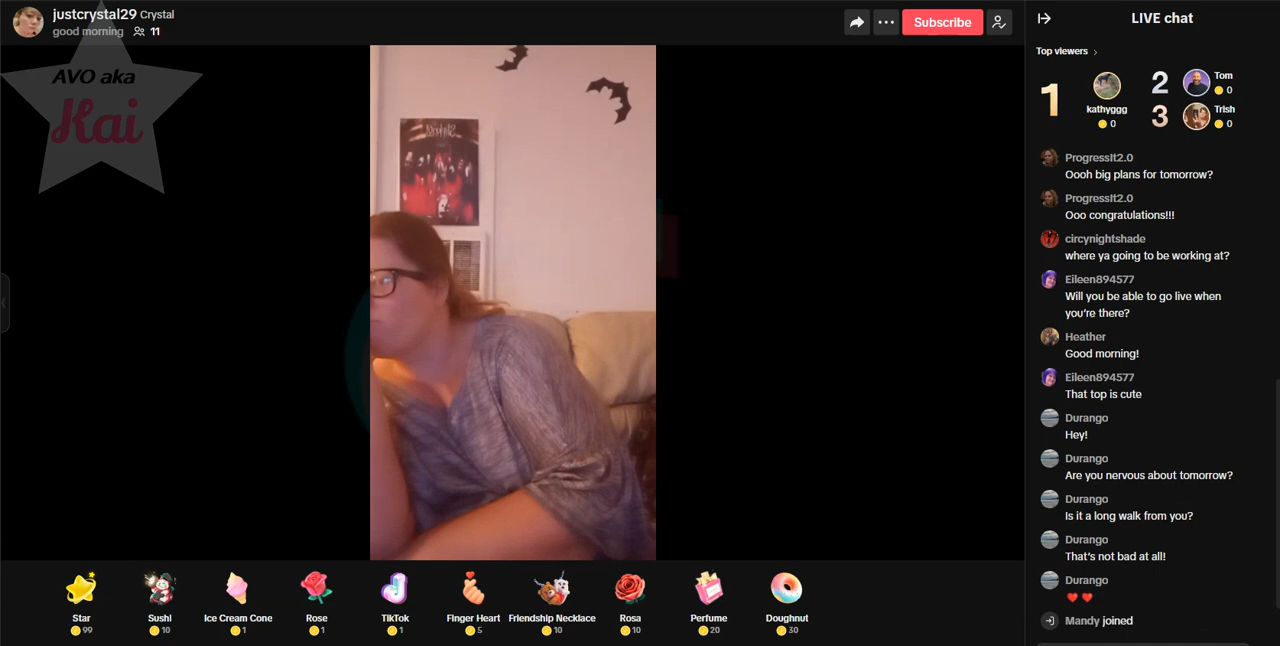 justcrystal29 Crystal
good morning 11
Subscribe
LIVE chat
AVO aka
Kai
Top viewers
1
kathyggg
0
2
Tom
0
3
Trish
0
ProgressIt2.0
Oooh big plans for tomorrow?
ProgressIt2.0
Ooo congratulations!!!
circynightshade
where ya going to be working at?
Eileen894577
Will you be able to go live when
you're there?
Heather
Good morning!
Eileen894577
That top is cute
Durango
Hey!
Durango
Are you nervous about tomorrow?
Durango
Is it a long walk from you?
Durango
That's not bad at all!
Durango
Mandy joined
Star
99
Sushi
10
Ice Cream Cone
1
Rose
1
TikTok
1
Finger Heart
5
Friendship Necklace
10
Rosa
10
Perfume
20
Doughnut
30